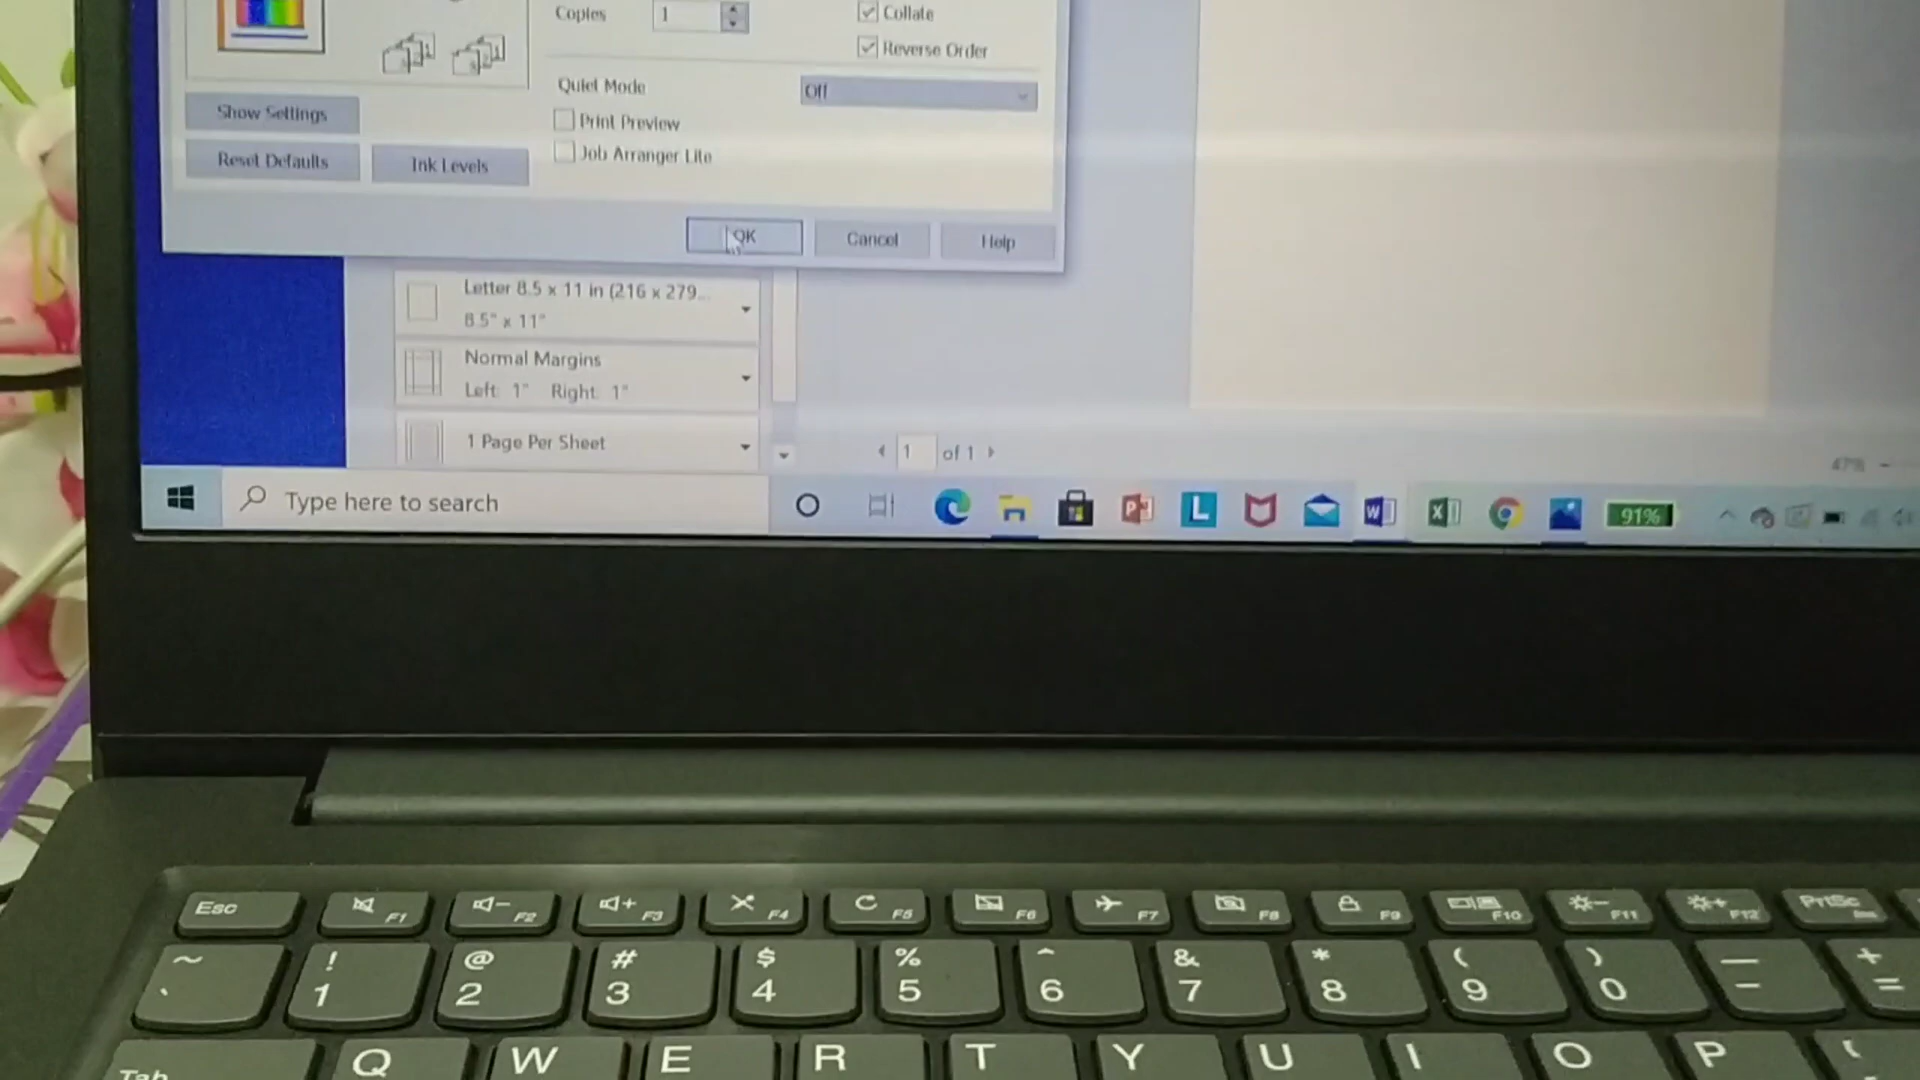 Copies 1 Collate
Reverse Order
Quiet Mode Off
Show Settings
Print Preview
Reset Defaults Ink Levels Job Arranger Lite
OK Cancel Help
Letter 8.5 x 11 in (216 x 279...
8.5" x 11"
Normal Margins
Left: 1" Right: 1"
1 Page Per Sheet
1 of 1
47%
Type here to search
91%
Esc F1 F2 F3 F4 F5 F6 F7 F8 F9 F10 F11 F12 PrtSc
~ ! @ # $ % ^ & * ( ) — +
` 1 2 3 4 5 6 7 8 9 0 - =
Tab Q W E R T Y U I O P {